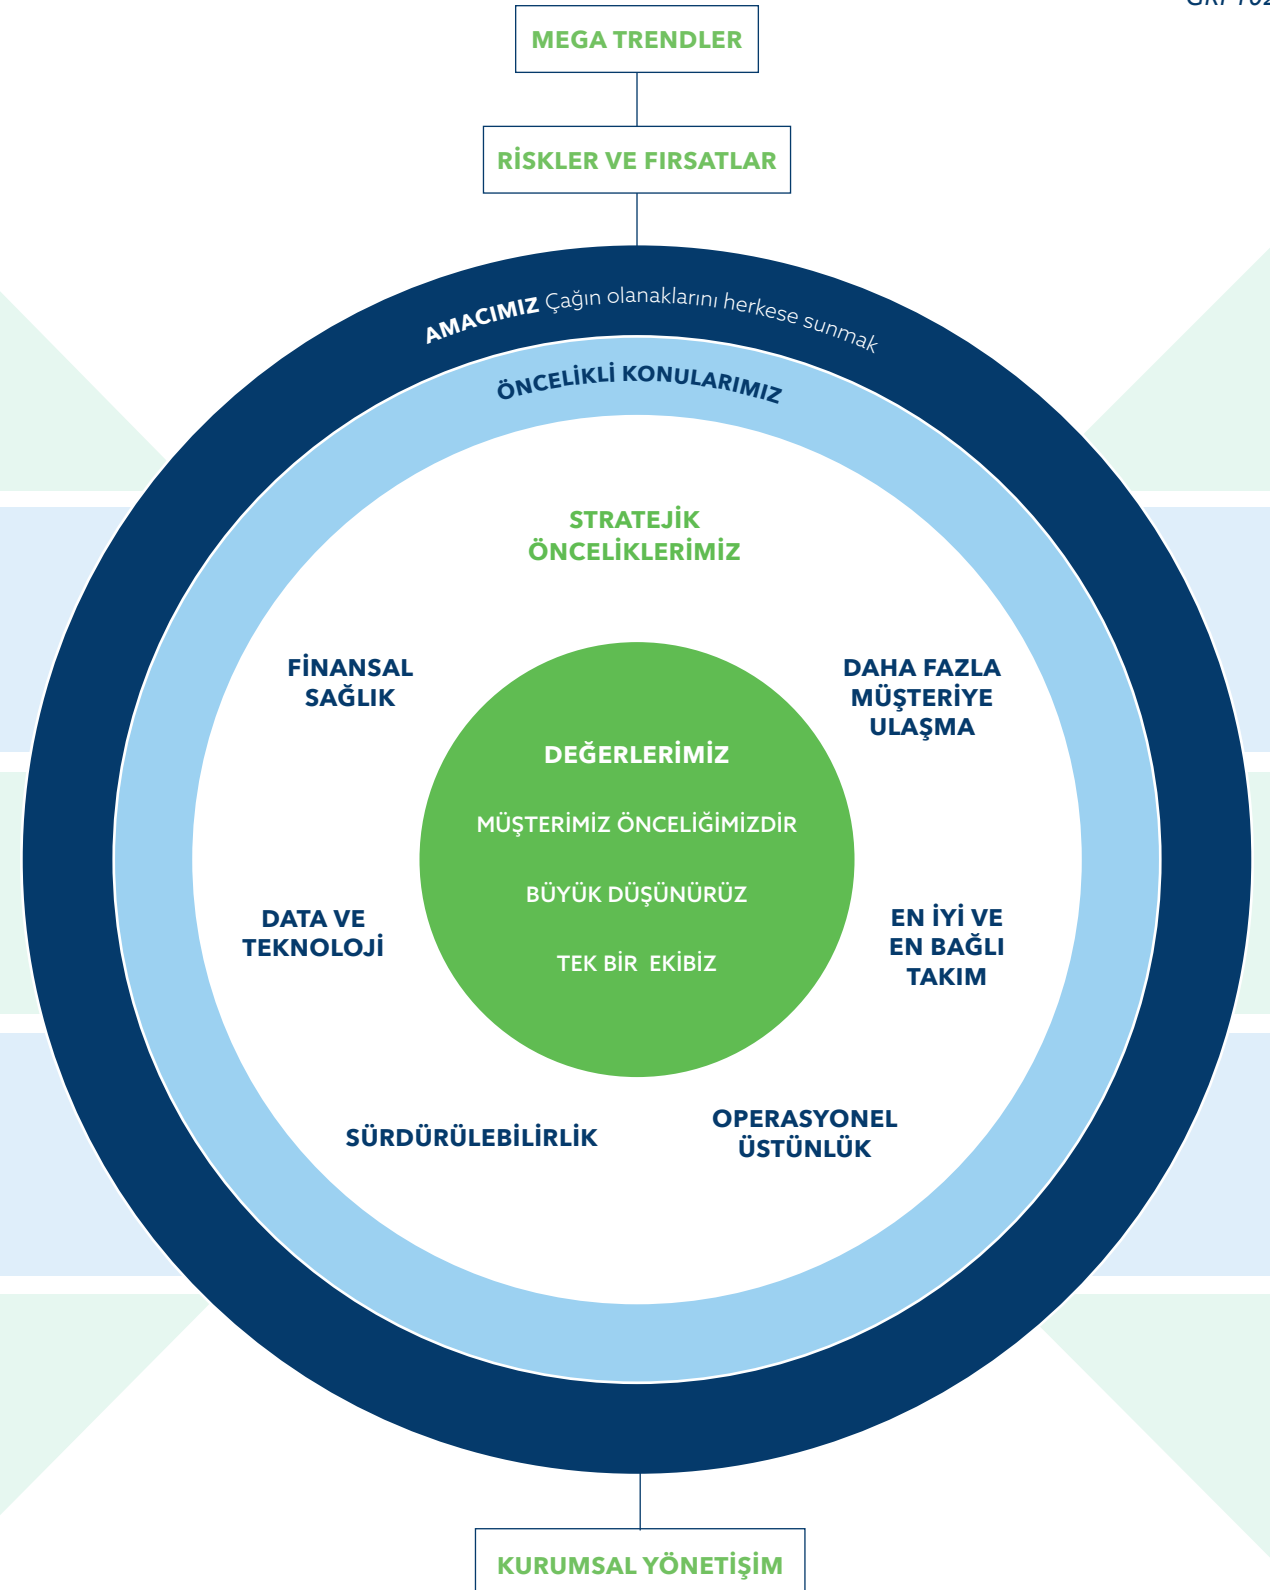 MEGA TRENDLER
RİSKLER VE FIRSATLAR
AMACIMIZ Çağın olanaklarını herkese sunmak
ÖNCELİKLİ KONULARIMIZ
STRATEJİK
ÖNCELİKLERİMİZ
FİNANSAL
SAĞLIK
DAHA FAZLA
MÜŞTERİYE
ULAŞMA
DEĞERLERİMİZ
MÜŞTERİMİZ ÖNCELİĞİMİZDİR
BÜYÜK DÜŞÜNÜRÜZ
TEK BİR EKİBİZ
DATA VE
TEKNOLOJİ
EN İYİ VE
EN BAĞLI
TAKIM
SÜRDÜRÜLEBİLİRLİK
OPERASYONEL
ÜSTÜNLÜK
KURUMSAL YÖNETİŞİM